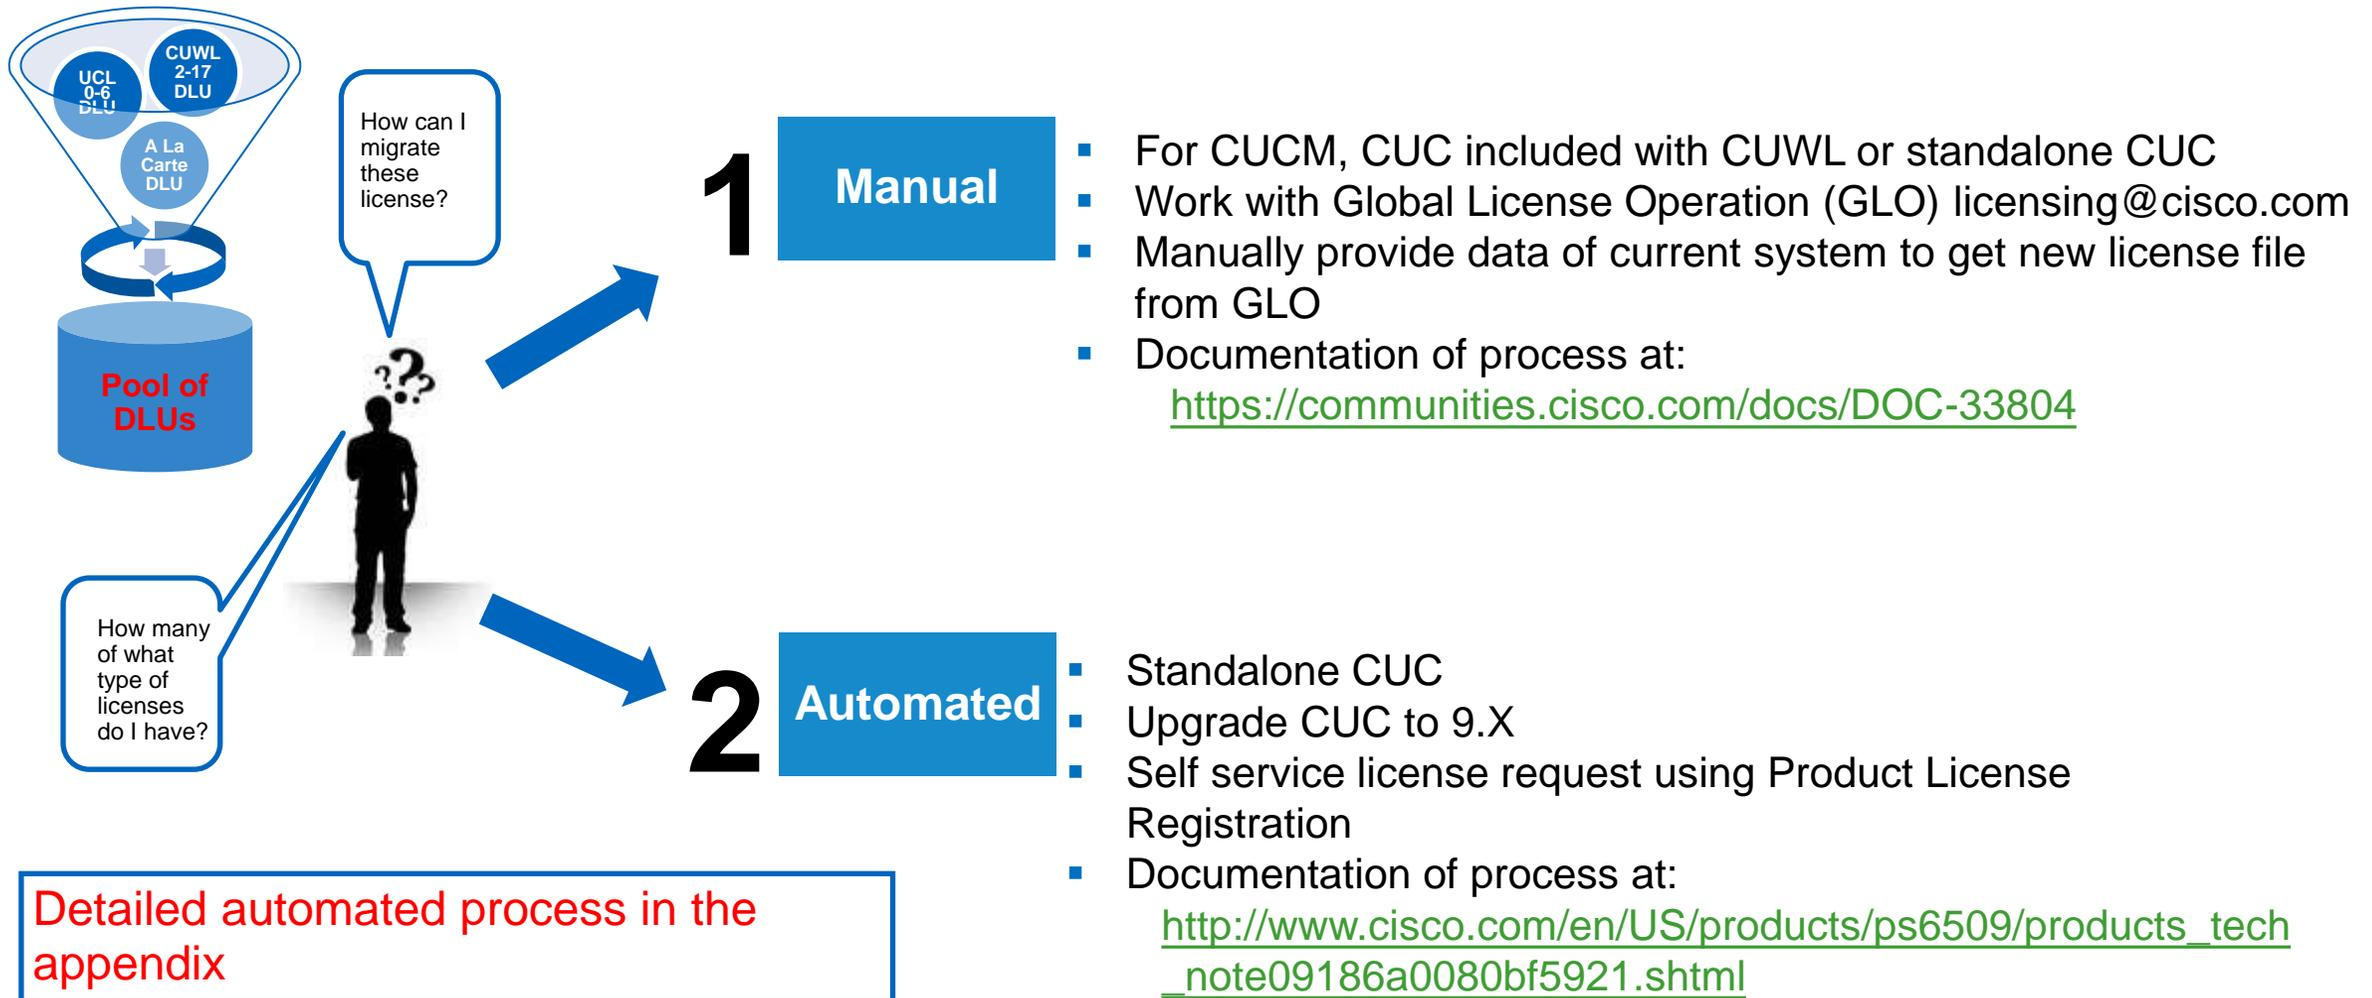 UCL
0-6
DLU
CUWL
2-17
DLU
A La
Carte
DLU
Pool of
DLUs
How can I
migrate
these
license?
???
How many
of what
type of
licenses
do I have?
1
Manual
▪ For CUCM, CUC included with CUWL or standalone CUC
▪ Work with Global License Operation (GLO) licensing@cisco.com
▪ Manually provide data of current system to get new license file
from GLO
▪ Documentation of process at:
https://communities.cisco.com/docs/DOC-33804
2
Automated
▪ Standalone CUC
▪ Upgrade CUC to 9.X
▪ Self service license request using Product License
Registration
▪ Documentation of process at:
http://www.cisco.com/en/US/products/ps6509/products_tech
_note09186a0080bf5921.shtml
Detailed automated process in the
appendix